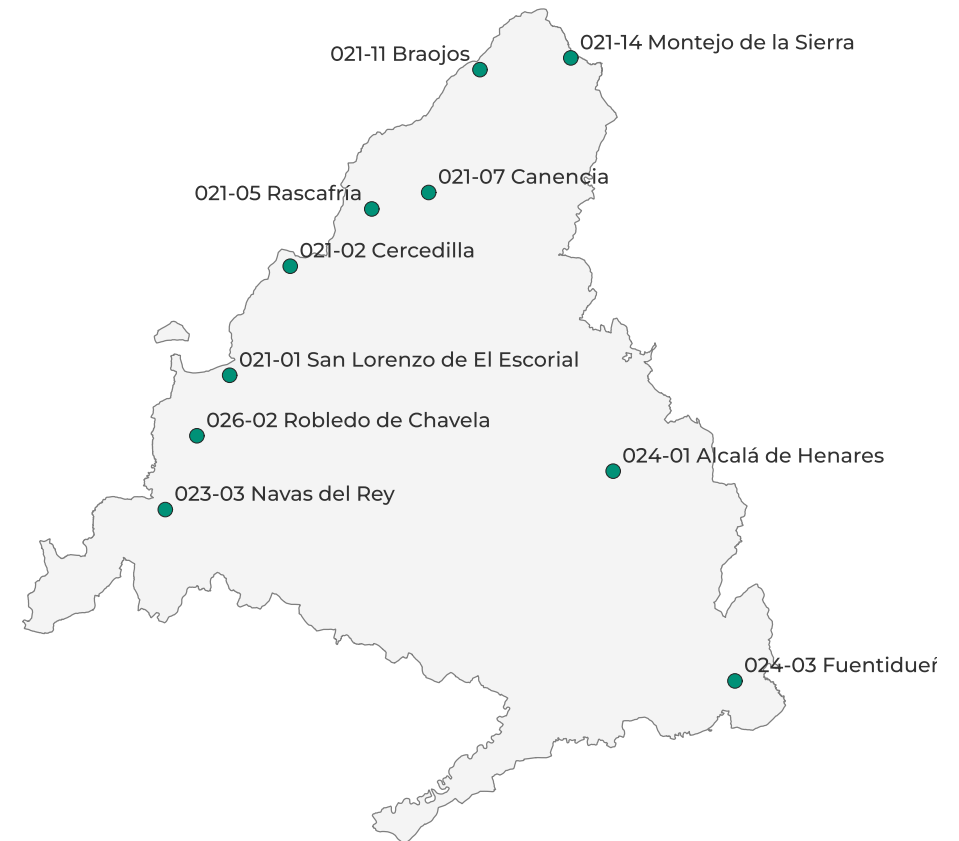 021-14 Montejo de la Sierra
021-11 Braojos
021-07 Canencia
021-05 Rascafría
021-02 Cercedilla
021-01 San Lorenzo de El Escorial
026-02 Robledo de Chavela
024-01 Alcalá de Henares
023-03 Navas del Rey
024-03